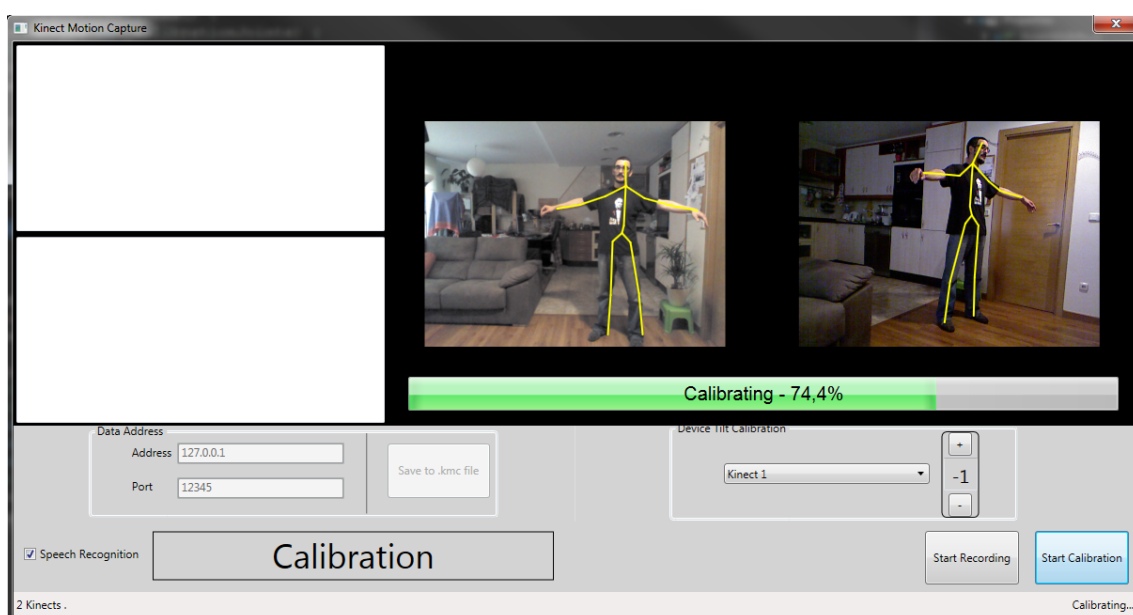 Kinect Motion Capture
x
Calibrating - 74,4%
Data Address
Address 127.0.0.1
Port 12345
Save to .kmc file
Device Tilt Calibration
Kinect 1
+
-1
-
Speech Recognition
Calibration
Start Recording
Start Calibration
2 Kinects .
Calibrating...